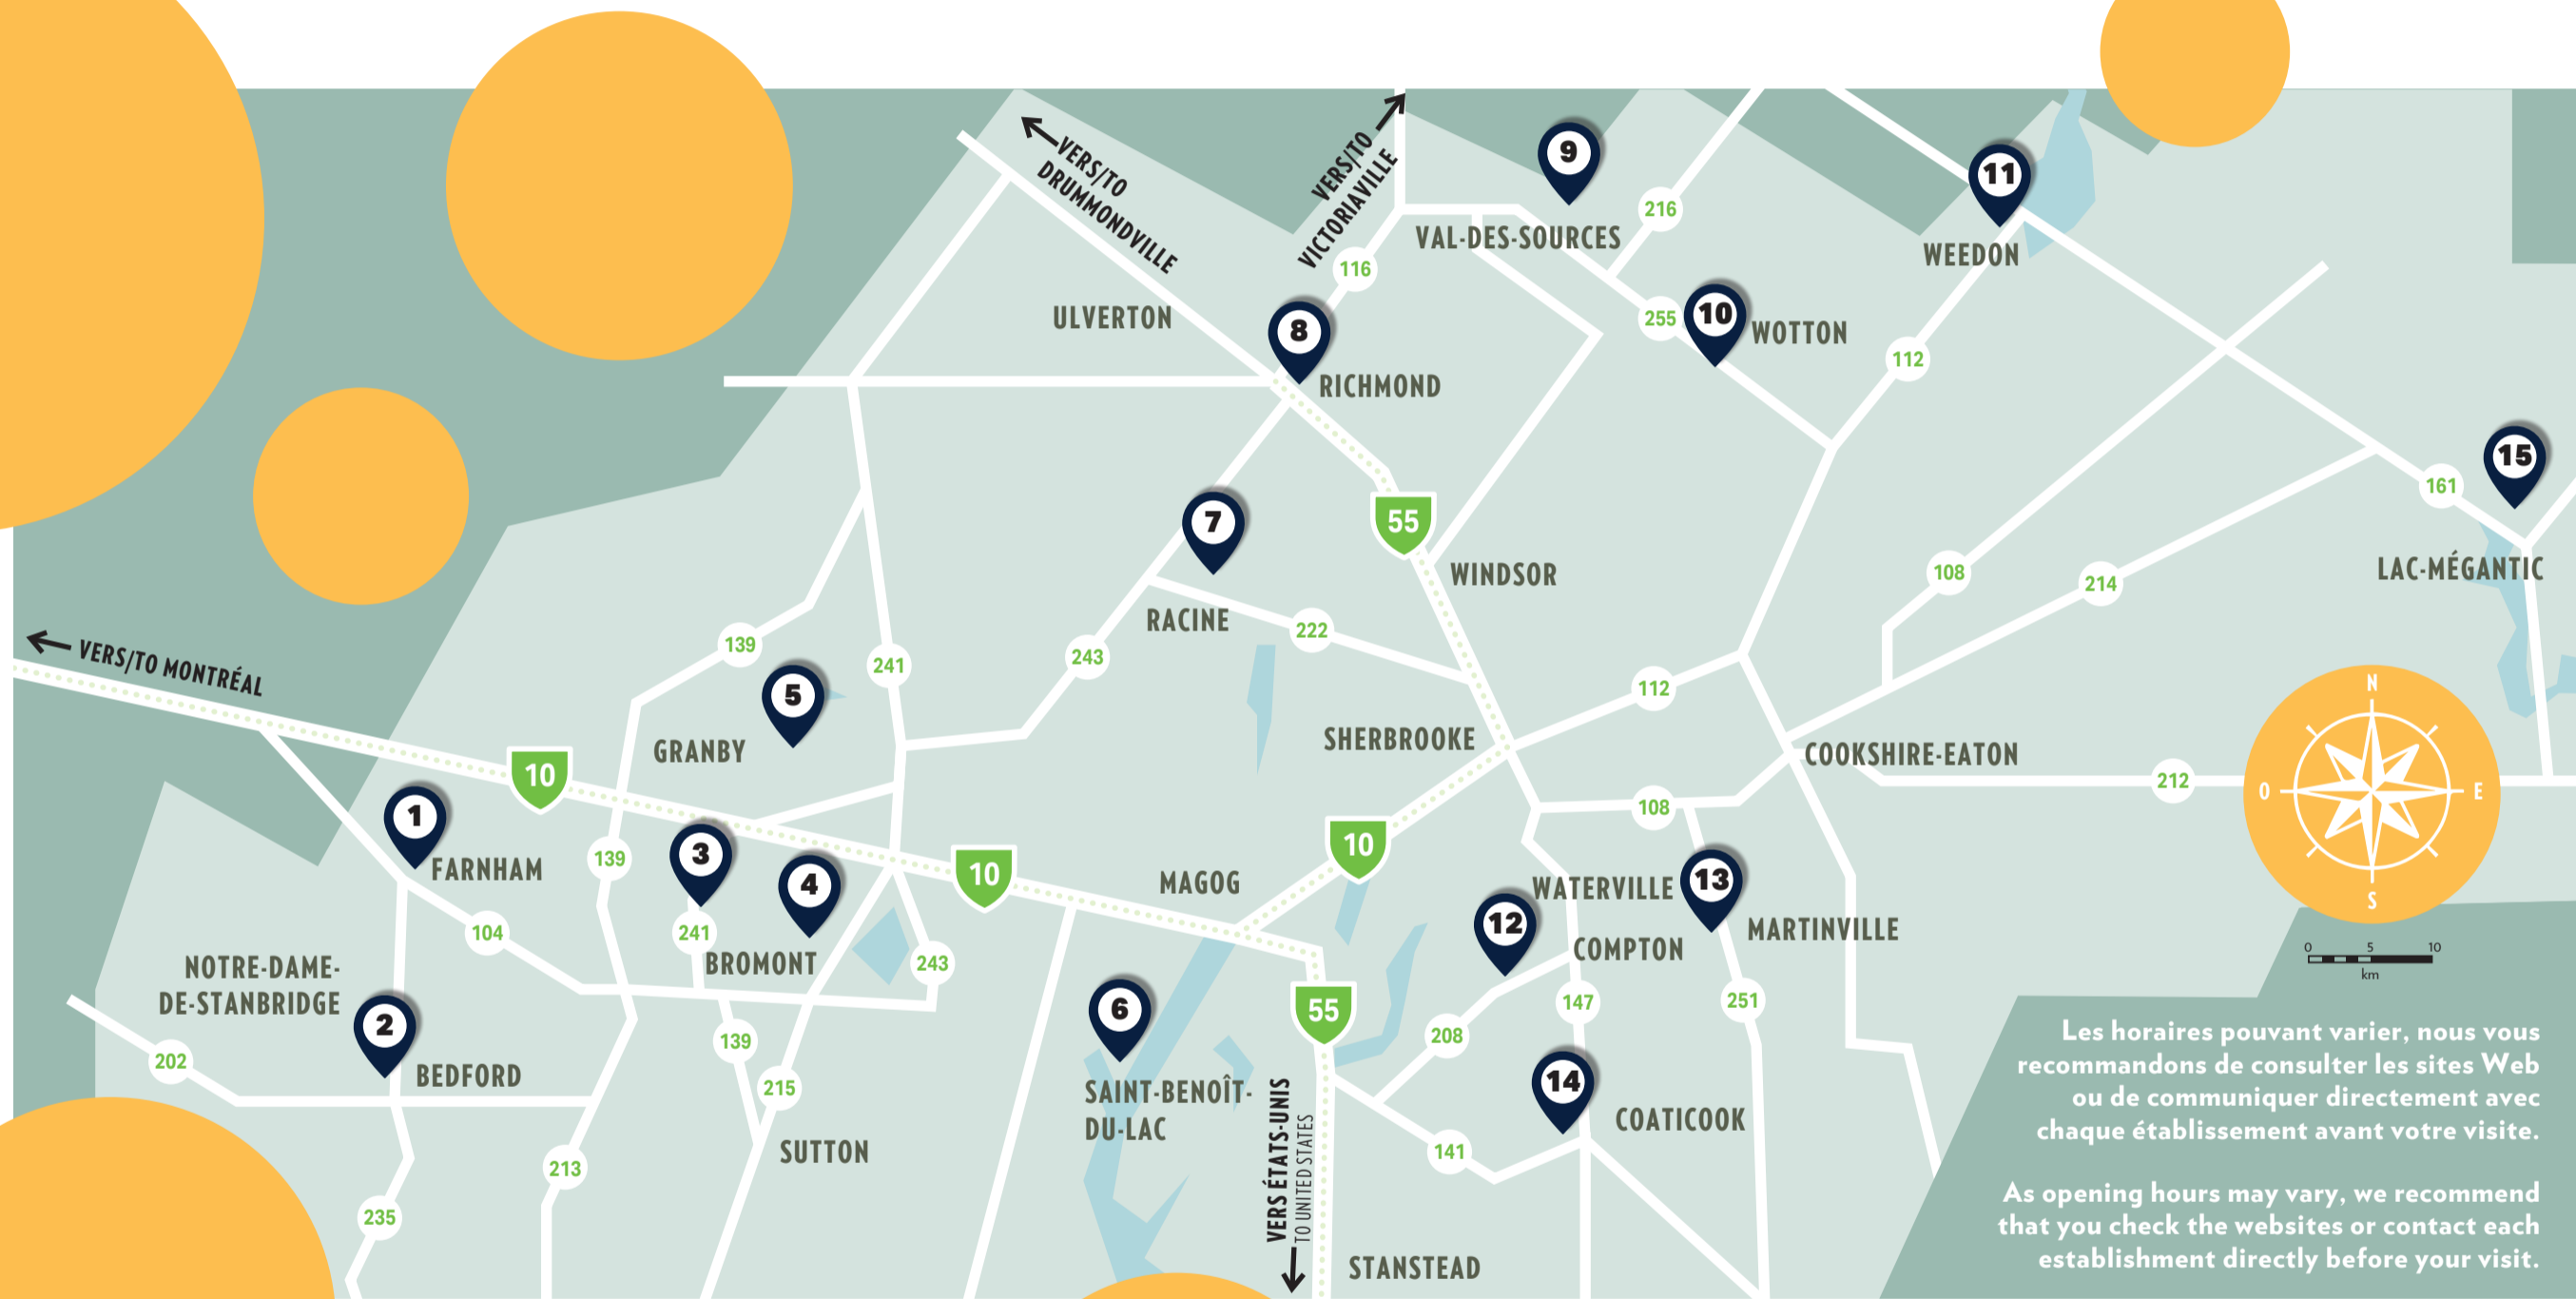 VERS/TO
DRUMMONDVILLE
VERS/TO
VICTORIAVILLE
9
VAL-DES-SOURCES
216
11
WEEDON
116
ULVERTON
8
RICHMOND
255
10
WOTTON
112
15
161
LAC-MÉGANTIC
7
55
WINDSOR
108
214
RACINE
222
VERS/TO MONTRÉAL
139
241
243
5
GRANBY
112
SHERBROOKE
COOKSHIRE-EATON
212
10
1
FARNHAM
139
3
4
10
MAGOG
10
108
WATERVILLE
13
MARTINVILLE
12
COMPTON
104
241
BROMONT
243
NOTRE-DAME-
DE-STANBRIDGE
2
BEDFORD
202
139
215
6
SAINT-BENOÎT-
DU-LAC
55
147
251
208
14
COATICOOK
141
VERS ÉTATS-UNIS
TO UNITED STATES
SUTTON
213
235
STANSTEAD
N
O
E
S
0 5 10
km
Les horaires pouvant varier, nous vous
recommandons de consulter les sites Web
ou de communiquer directement avec
chaque établissement avant votre visite.
As opening hours may vary, we recommend
that you check the websites or contact each
establishment directly before your visit.